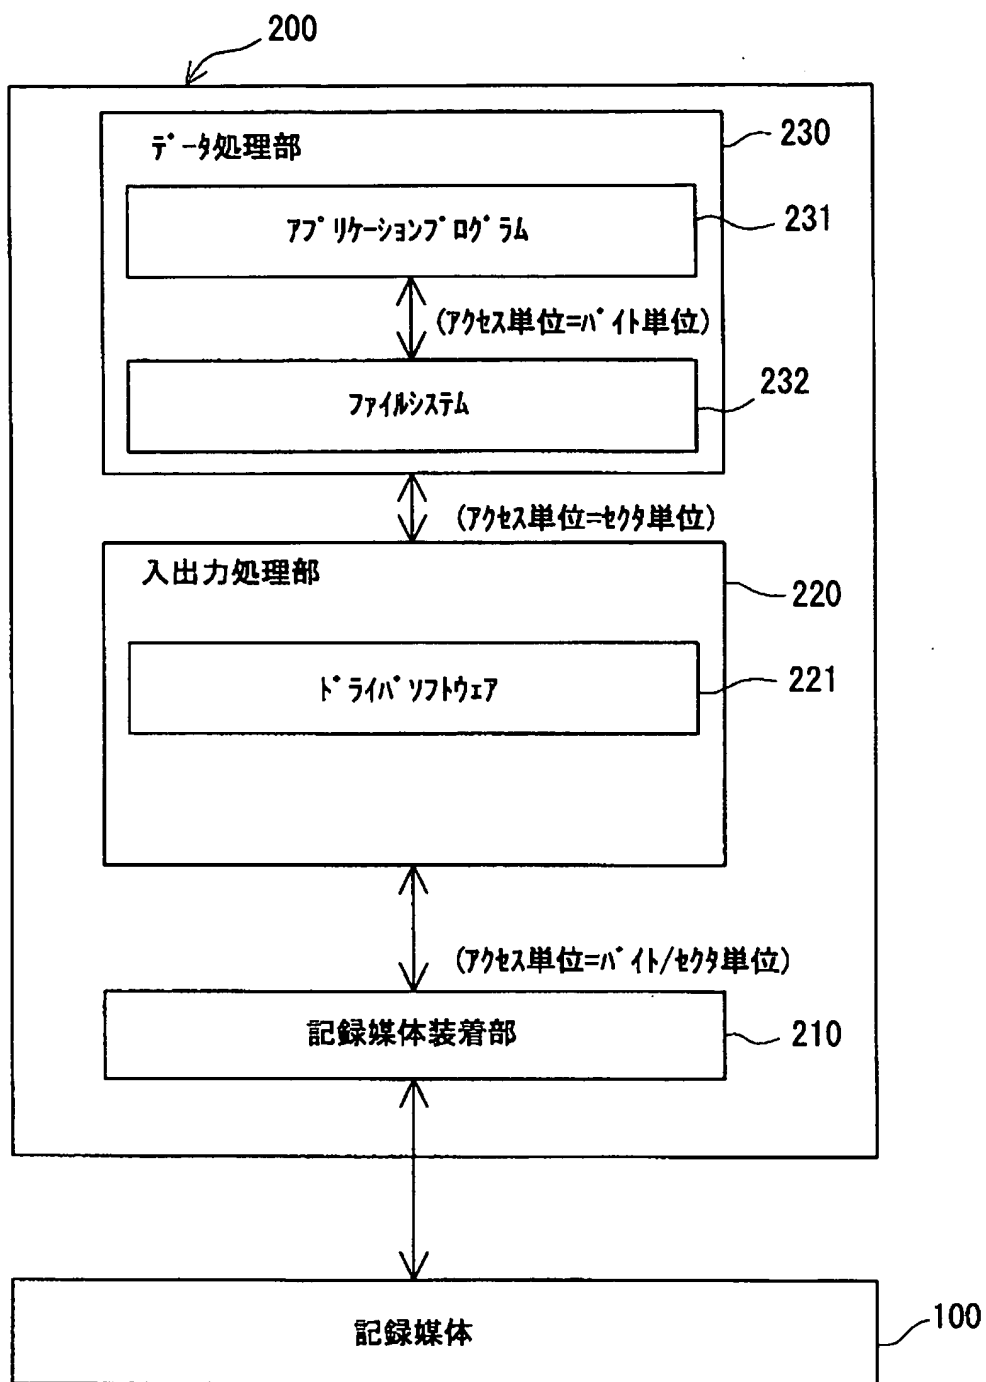 200
データ処理部
230
アプリケーションプログラム
231
(アクセス単位=バイト単位)
ファイルシステム
232
(アクセス単位=セクタ単位)
入出力処理部
220
ドライバソフトウェア
221
(アクセス単位=バイト/セクタ単位)
記録媒体装着部
210
記録媒体
100